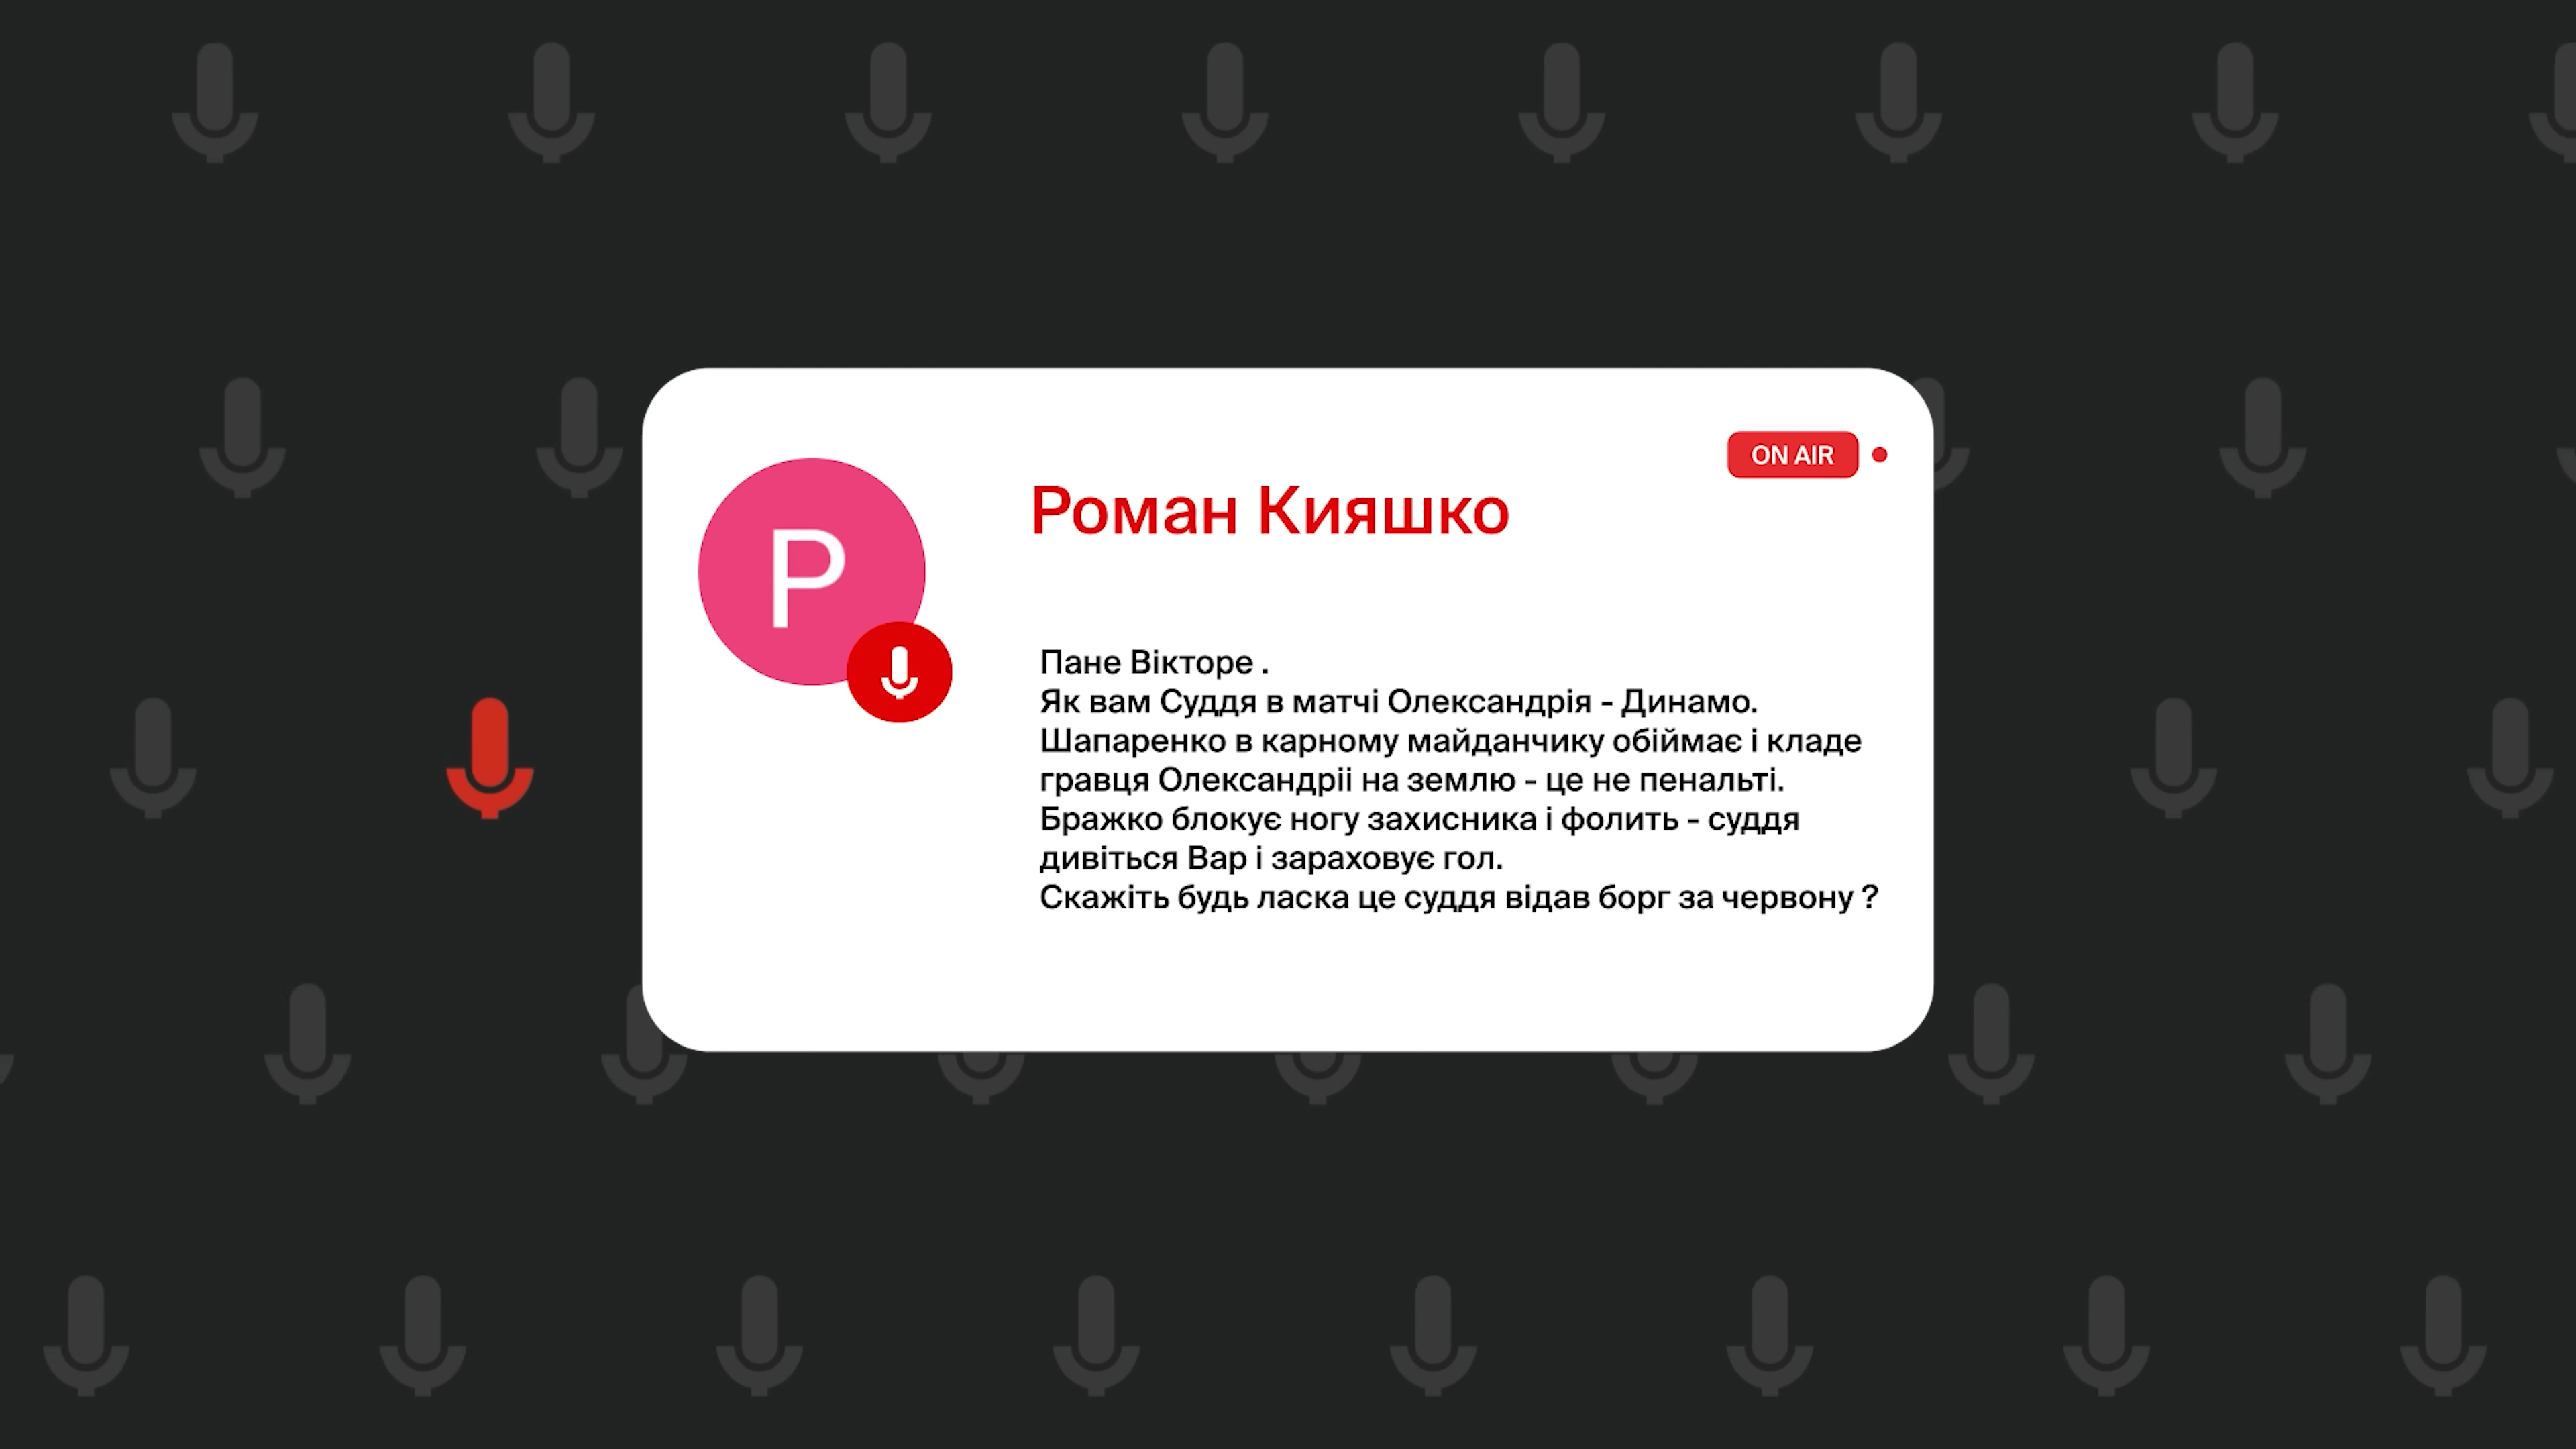 ON AIR
Роман Кияшко
Р
Пане Вікторе .
Як вам Суддя в матчі Олександрія - Динамо.
Шапаренко в карному майданчику обіймає і кладе
гравця Олександріі на землю - це не пенальті.
Бражко блокує ногу захисника і фолить - суддя
дивіться Вар і зараховує гол.
Скажіть будь ласка це суддя відав борг за червону ?